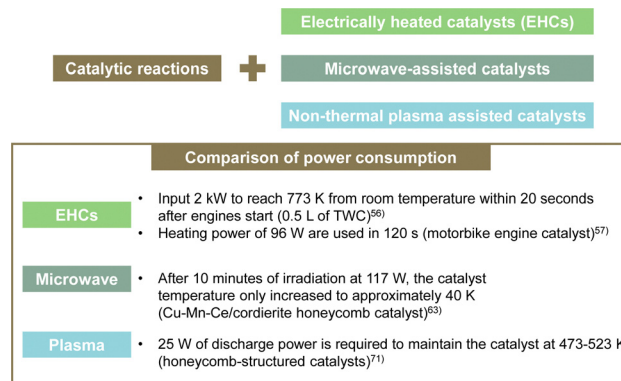 Electrically heated catalysts (EHCs)
Catalytic reactions
Microwave-assisted catalysts
Non-thermal plasma assisted catalysts
Comparison of power consumption
EHCs
• Input 2 kW to reach 773 K from room temperature within 20 seconds
after engines start (0.5 L of TWC)⁵⁶⁾
• Heating power of 96 W are used in 120 s (motorbike engine catalyst)⁵⁷⁾
Microwave
• After 10 minutes of irradiation at 117 W, the catalyst
temperature only increased to approximately 40 K
(Cu-Mn-Ce/cordierite honeycomb catalyst)⁶³⁾
Plasma
• 25 W of discharge power is required to maintain the catalyst at 473-523 K
(honeycomb-structured catalysts)⁷¹⁾